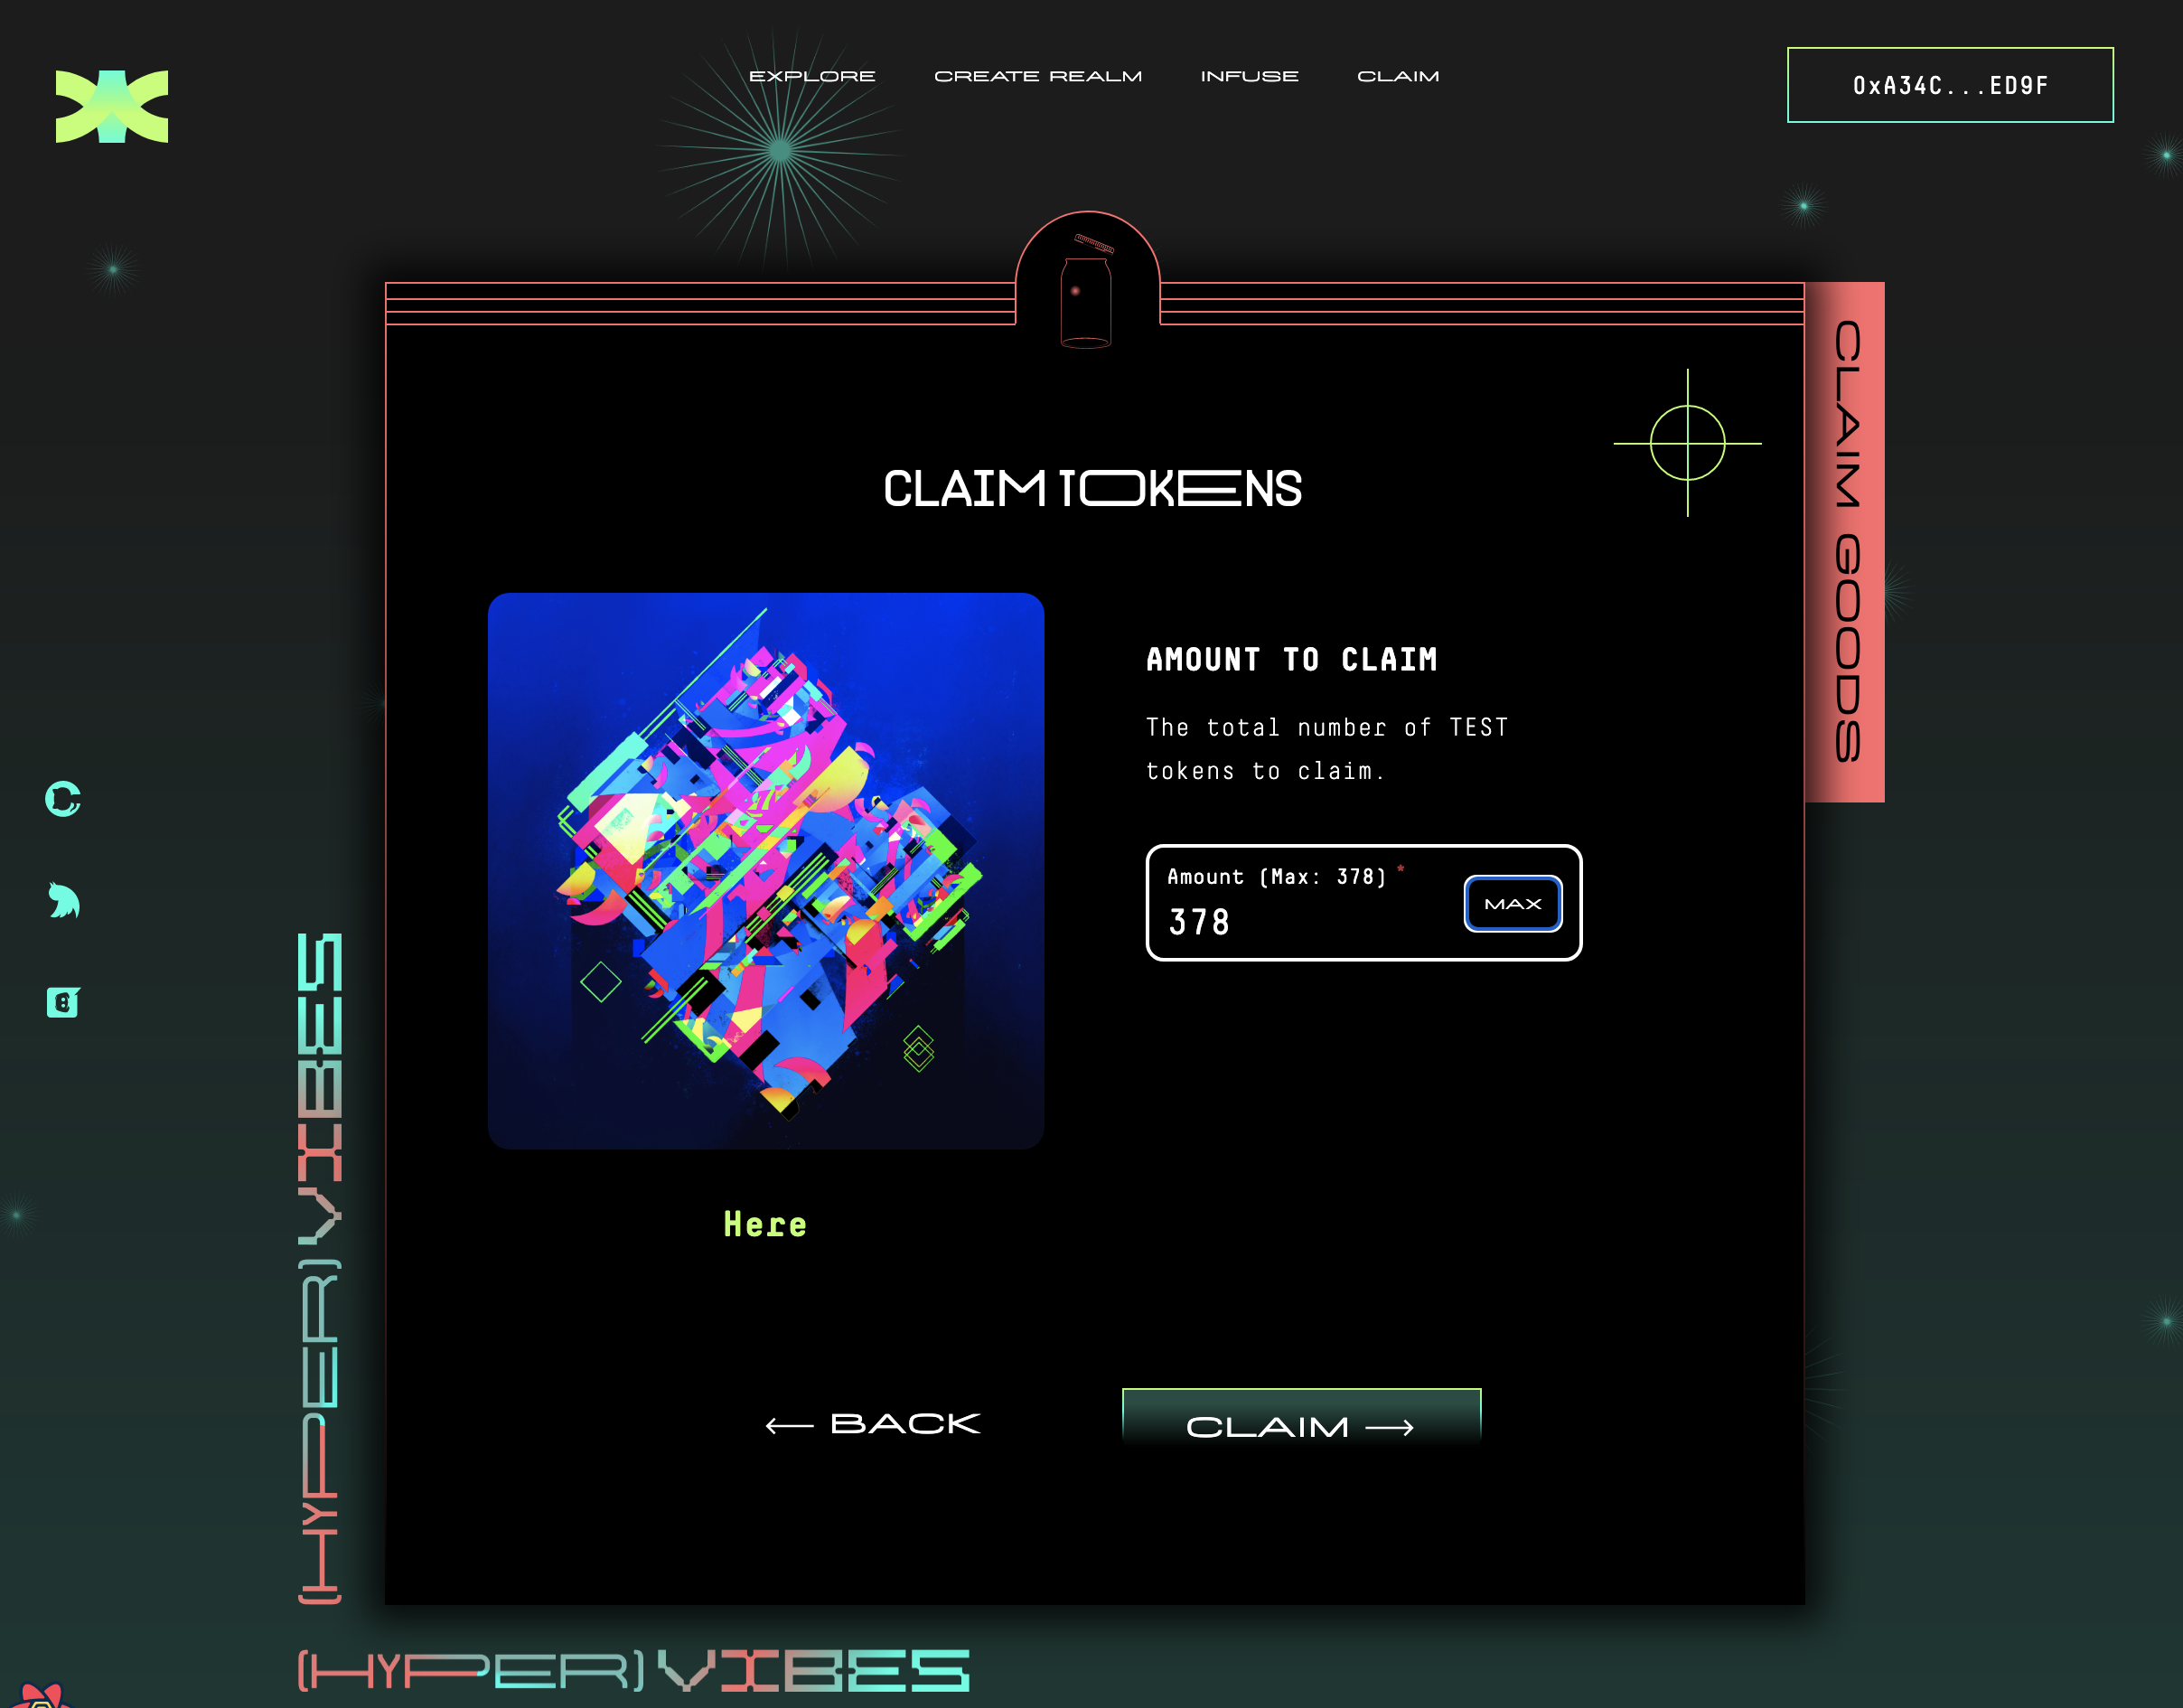 EXPLORE
CREATE REALM
INFUSE
CLAIM
0xA34C...ED9F
CLAIM GOODS
CLAIM TOKENS
AMOUNT TO CLAIM
The total number of TEST
tokens to claim.
Amount (Max: 378) *
378
MAX
Here
← BACK
CLAIM →
(HYPER)VIBES
(HYPER)VIBES